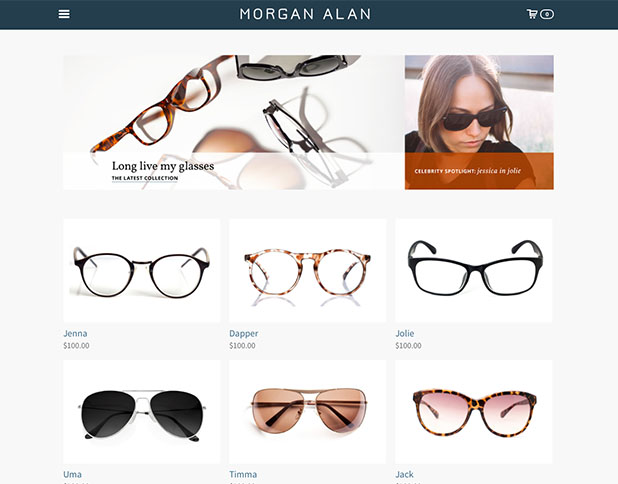 MORGAN ALAN
0
Long live my glasses
THE LATEST COLLECTION
CELEBRITY SPOTLIGHT: jessica in jolie
Jenna
$100.00
Dapper
$100.00
Jolie
$100.00
Uma
Timma
Jack